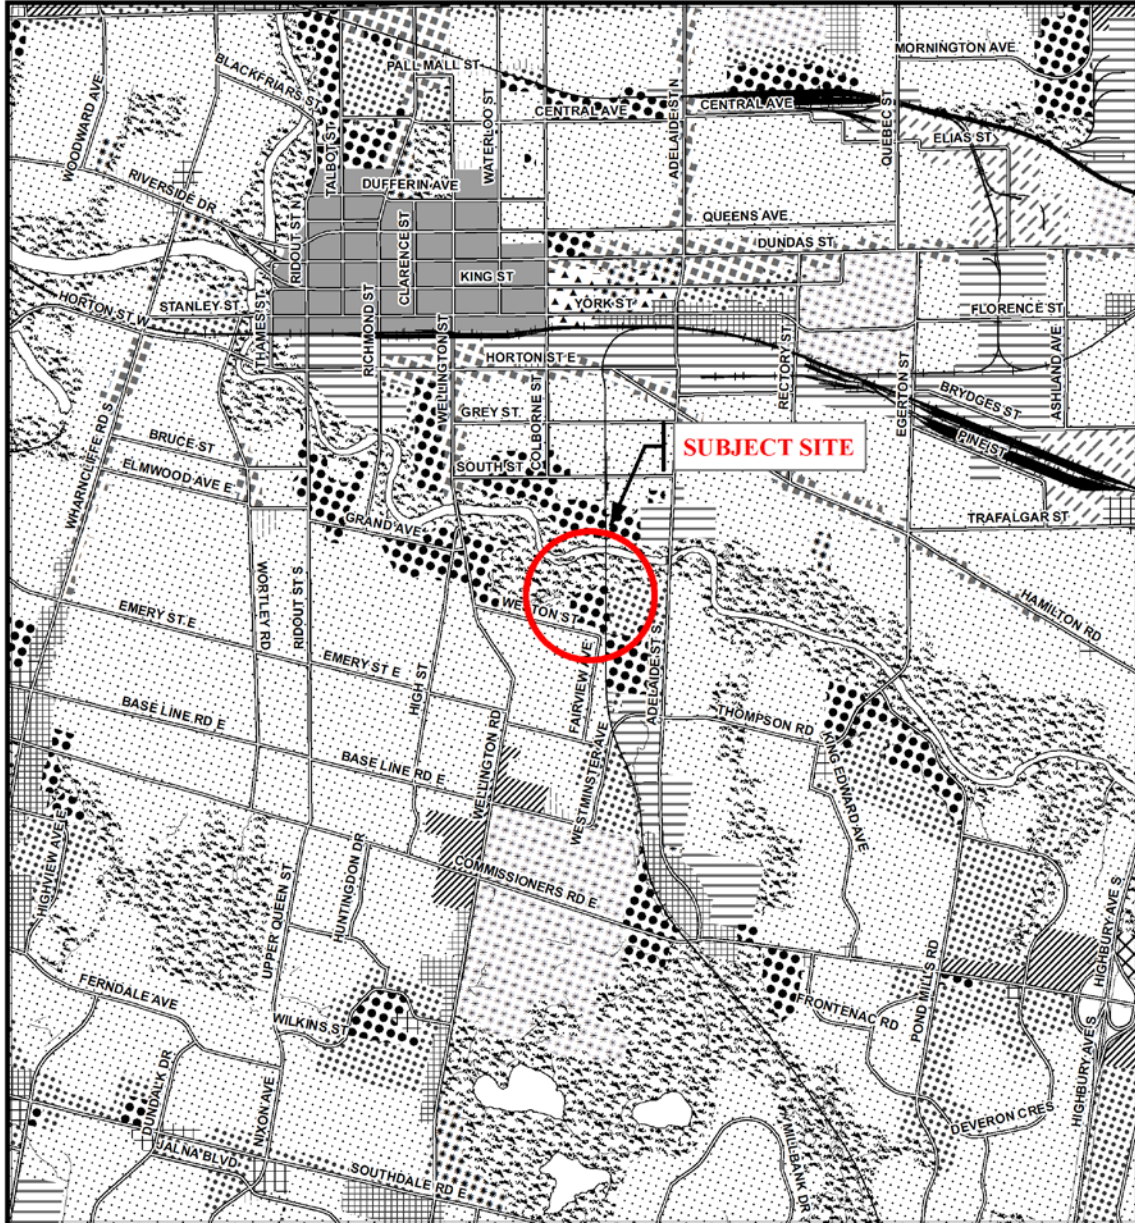 MORNINGTON AVE
PALL MALL ST
BLACKFRIARS ST
WOODWARD AVE
CENTRAL AVE
CENTRAL AVE
WATERLOO ST
ADELAIDE ST N
QUEBEC ST
ELIAS ST
TALBOT ST
RIVERSIDE DR
DUFFERIN AVE
RIDOUT ST N
CLARENCE ST
QUEENS AVE
DUNDAS ST
KING ST
HORTON ST W
STANLEY ST
THAMES ST
YORK ST
FLORENCE ST
RICHMOND ST
WELLINGTON ST
HORTON ST E
RECTORY ST
EGERTON ST
ASHLAND AVE
BRYDGES ST
WHARNCLIFFE RD S
GREY ST
COLBORNE ST
BRUCE ST
SUBJECT SITE
PINE ST
ELMWOOD AVE E
SOUTH ST
GRAND AVE
TRAFALGAR ST
WORTLEY RD
RIDOUT ST S
EMERY ST E
WESTON ST
HAMILTON RD
EMERY ST E
HIGH ST
FAIRVIEW AVE
ADELAIDE ST S
BASE LINE RD E
WELLINGTON RD
THOMPSON RD
BASE LINE RD E
WESTMINSTER AVE
KING EDWARD AVE
HIGHVIEW AVE E
HUNTINGDON DR
COMMISSIONERS RD E
UPPER QUEEN ST
HIGHBURY AVE S
POND MILLS RD
FERNDALE AVE
WILKINS ST
FRONTENAC RD
DUNDALK DR
NIXON AVE
HIGHBURY AVE S
DEVERON CRES
MILLBANK DR
JALNA BLVD
SOUTHDALE RD E